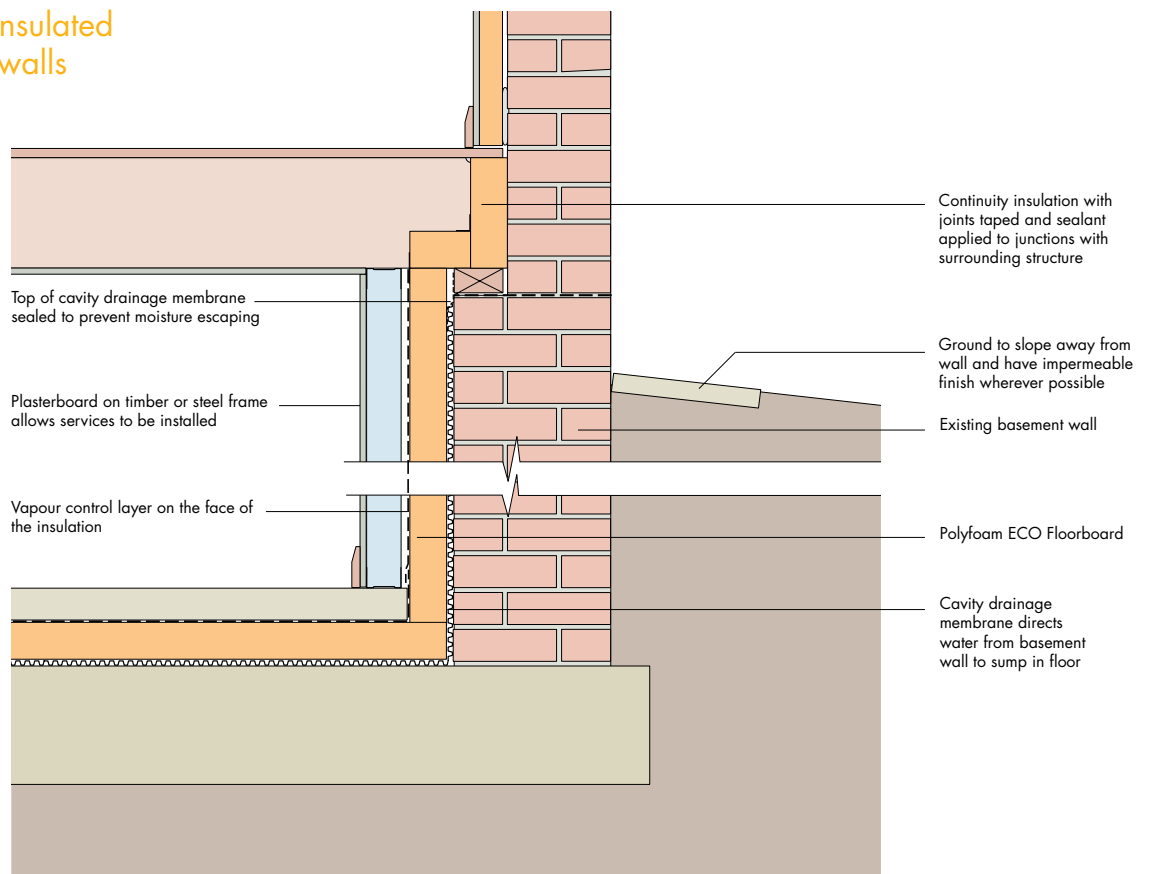 nsulated
walls
Top of cavity drainage membrane
sealed to prevent moisture escaping
Plasterboard on timber or steel frame
allows services to be installed
Vapour control layer on the face of
the insulation
Continuity insulation with
joints taped and sealant
applied to junctions with
surrounding structure
Ground to slope away from
wall and have impermeable
finish wherever possible
Existing basement wall
Polyfoam ECO Floorboard
Cavity drainage
membrane directs
water from basement
wall to sump in floor